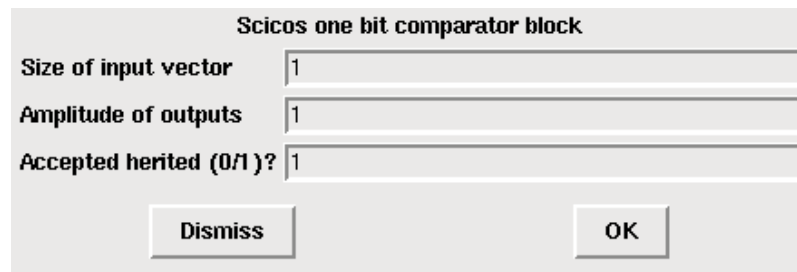 Scicos one bit comparator block
Size of input vector 1
Amplitude of outputs 1
Accepted herited (0/1)? 1
Dismiss OK